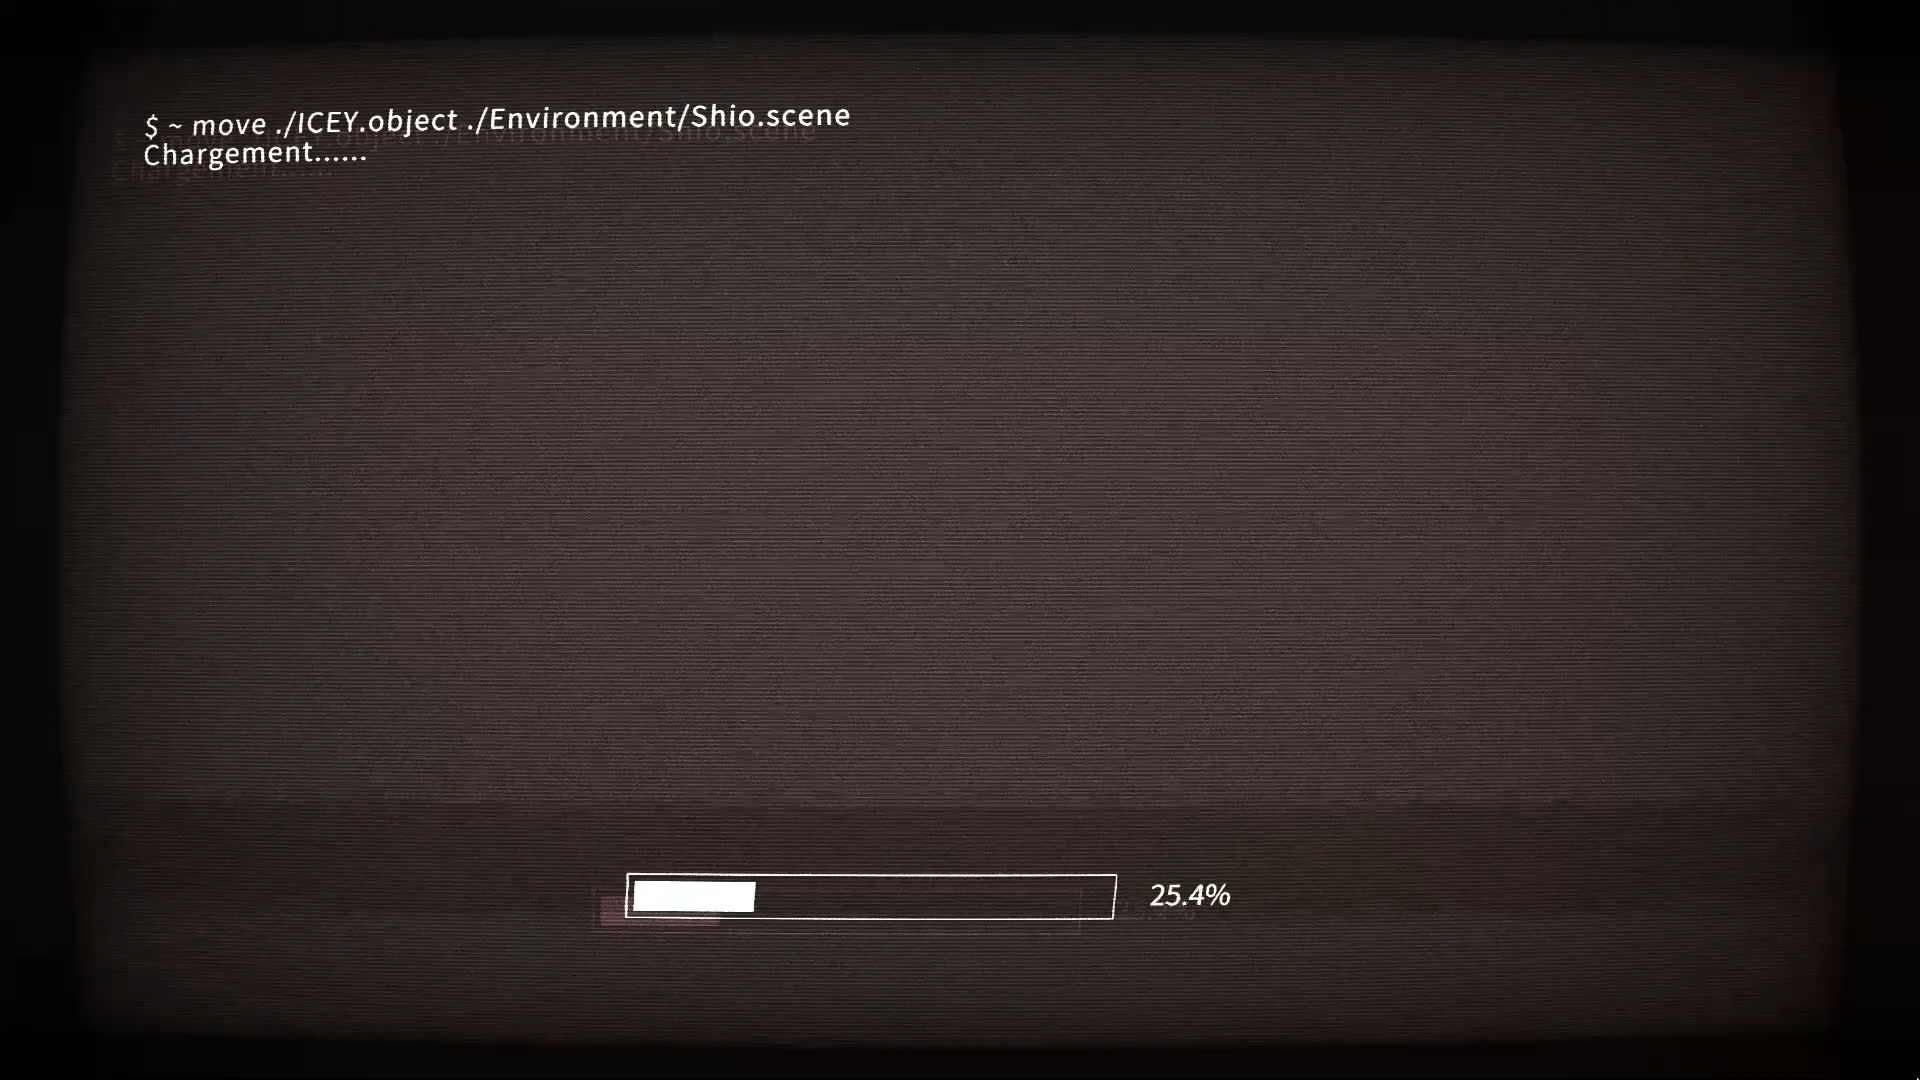 $ ~ move ./ICEY.object ./Environment/Shio.scene
Chargement......
25.4%